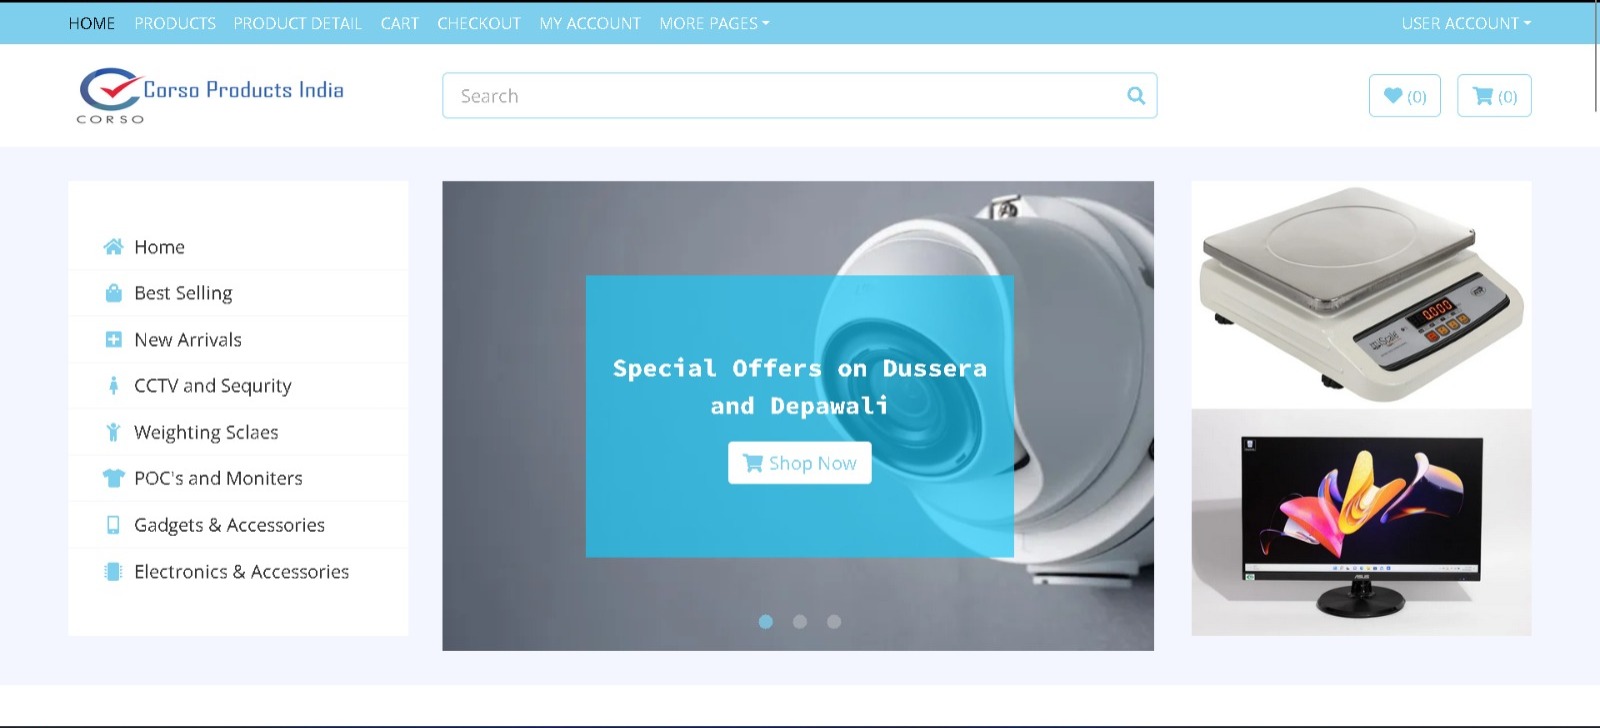 HOME PRODUCTS PRODUCT DETAIL CART CHECKOUT MY ACCOUNT MORE PAGES USER ACCOUNT
Corso Products India
CORSO
Search
(0) (0)
Home
Best Selling
New Arrivals
CCTV and Sequrity
Weighting Sclaes
POC's and Moniters
Gadgets & Accessories
Electronics & Accessories
Special Offers on Dussera
and Depawali
Shop Now
0.000
ASUS